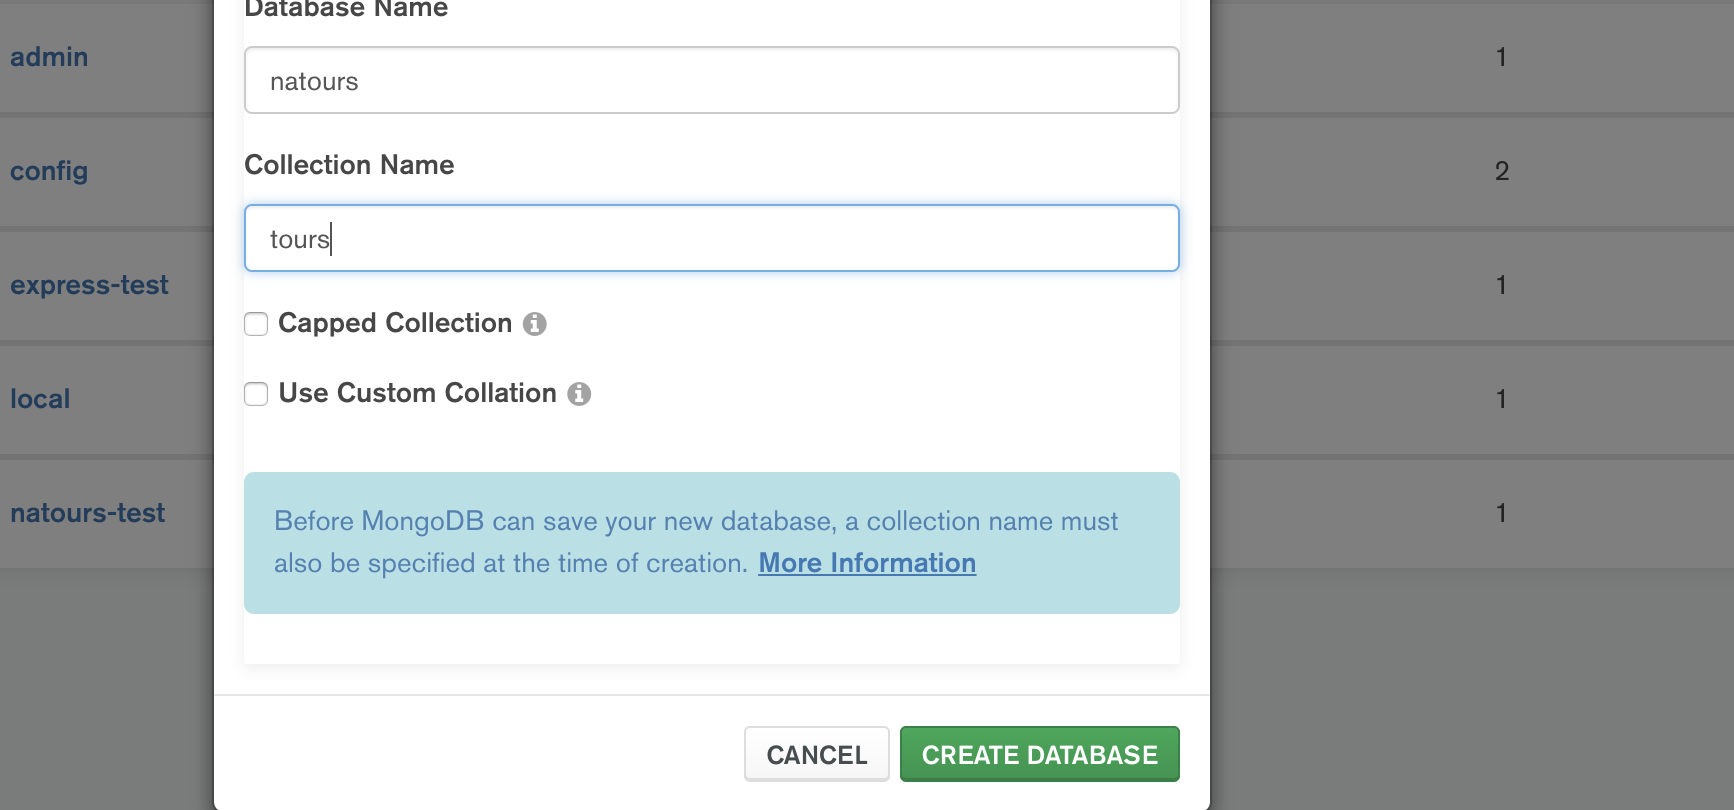 Database Name
admin
1
natours
Collection Name
config
2
tours
express-test
1
Capped Collection
Use Custom Collation
local
1
natours-test
1
Before MongoDB can save your new database, a collection name must
also be specified at the time of creation. More Information
CANCEL
CREATE DATABASE